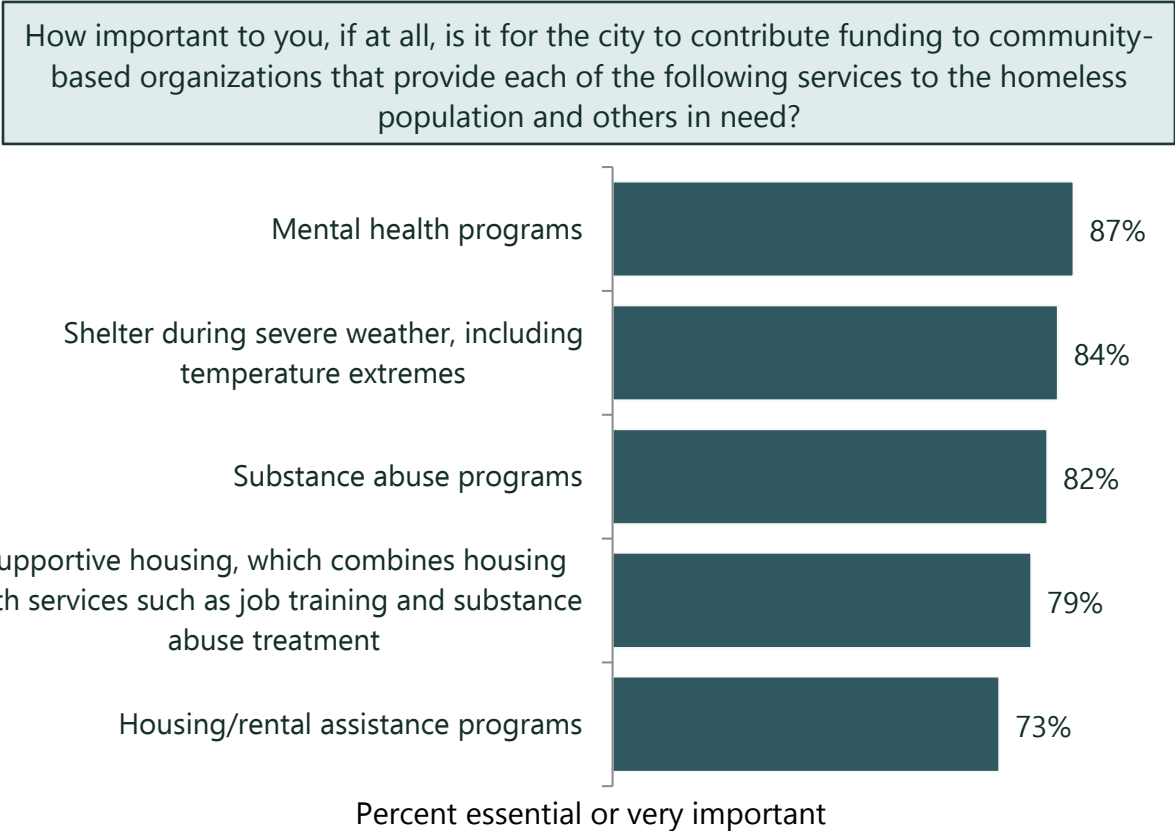 How important to you, if at all, is it for the city to contribute funding to community-
based organizations that provide each of the following services to the homeless
population and others in need?
Mental health programs
87%
Shelter during severe weather, including
temperature extremes
84%
Substance abuse programs
82%
upportive housing, which combines housing
th services such as job training and substance
abuse treatment
79%
Housing/rental assistance programs
73%
Percent essential or very important